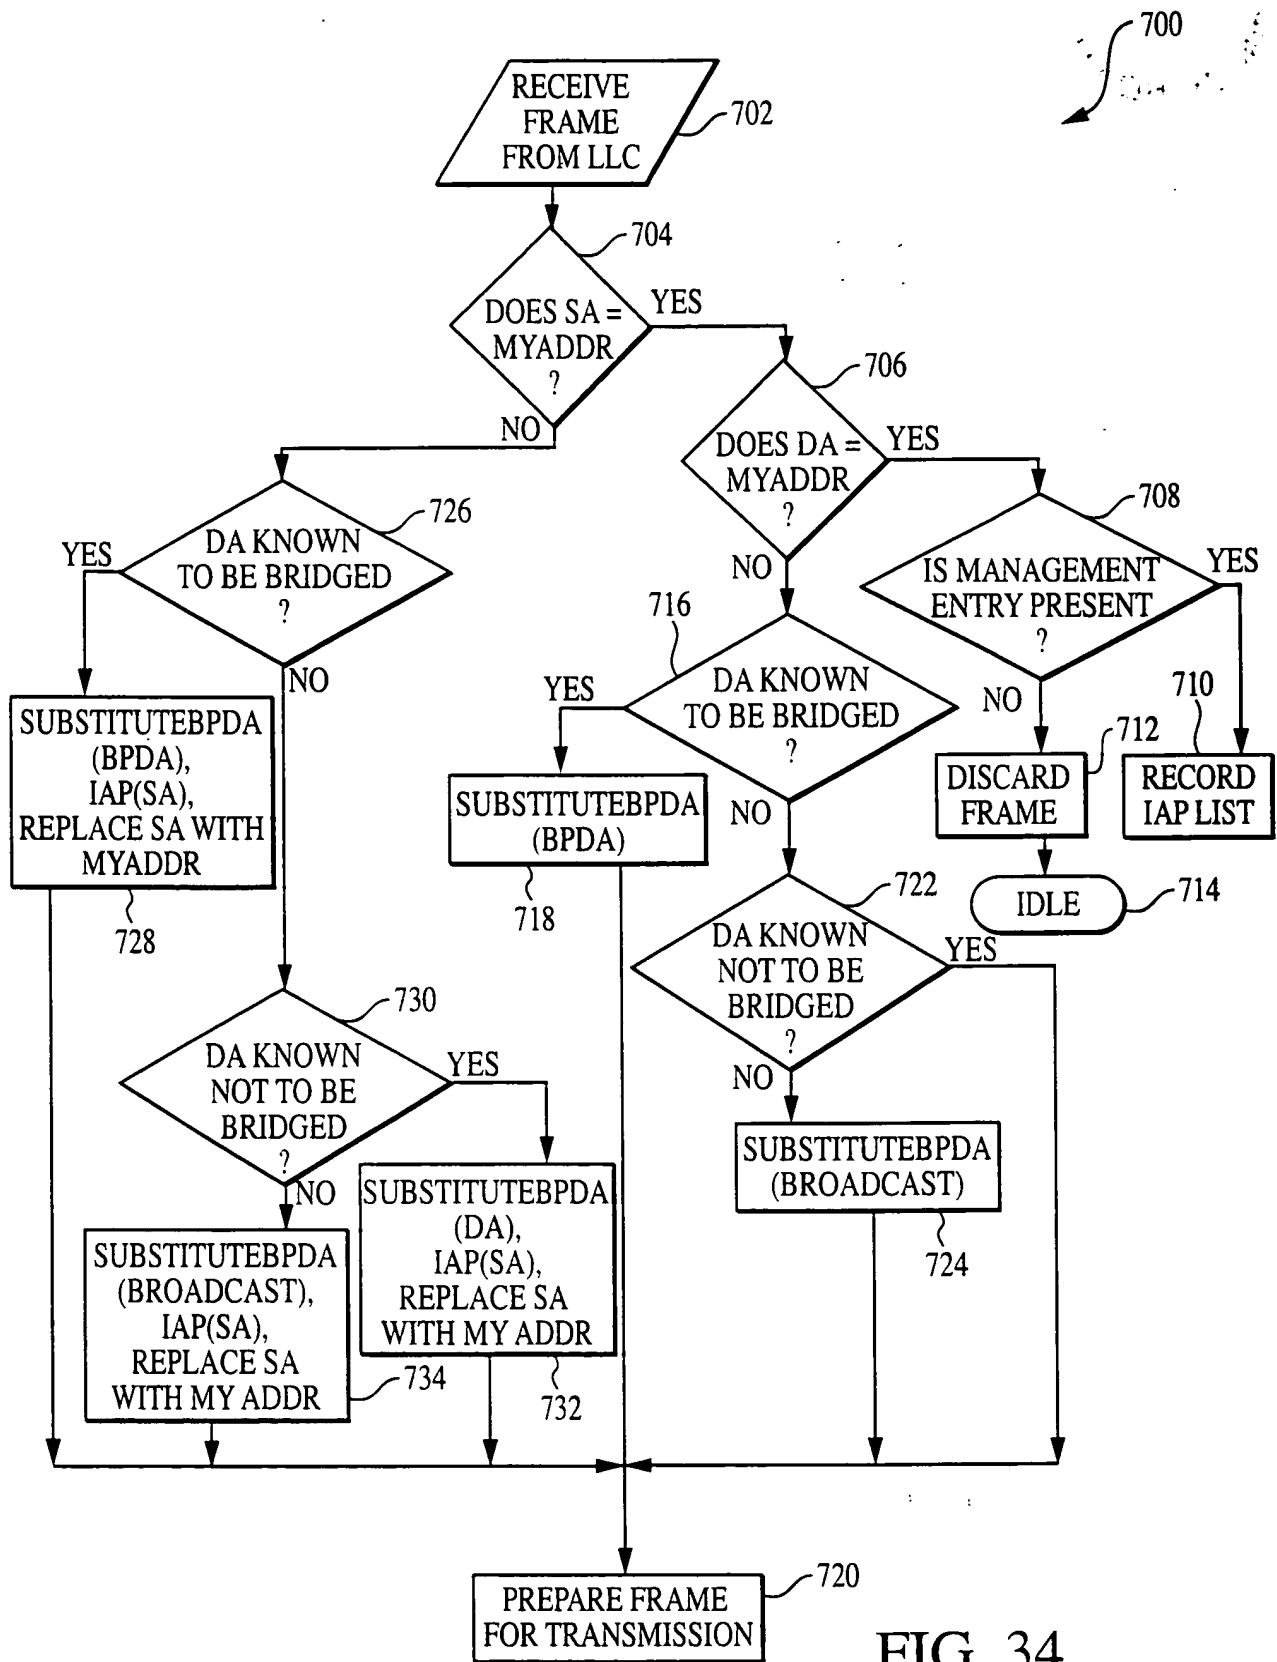 700
RECEIVE
FRAME
FROM LLC
702
704
DOES SA =
MYADDR
?
YES
NO
706
DOES DA =
MYADDR
?
YES
NO
708
IS MANAGEMENT
ENTRY PRESENT
?
YES
NO
726
DA KNOWN
TO BE BRIDGED
?
YES
NO
716
DA KNOWN
TO BE BRIDGED
?
YES
NO
710
RECORD
IAP LIST
712
DISCARD
FRAME
IDLE
714
SUBSTITUTEBPDA
(BPDA),
IAP(SA),
REPLACE SA WITH
MYADDR
728
SUBSTITUTEBPDA
(BPDA)
718
722
DA KNOWN
NOT TO BE
BRIDGED
?
YES
NO
730
DA KNOWN
NOT TO BE
BRIDGED
?
YES
NO
SUBSTITUTEBPDA
(BROADCAST)
724
SUBSTITUTEBPDA
(DA),
IAP(SA),
REPLACE SA
WITH MY ADDR
732
SUBSTITUTEBPDA
(BROADCAST),
IAP(SA),
REPLACE SA
WITH MY ADDR
734
720
PREPARE FRAME
FOR TRANSMISSION
FIG. 34